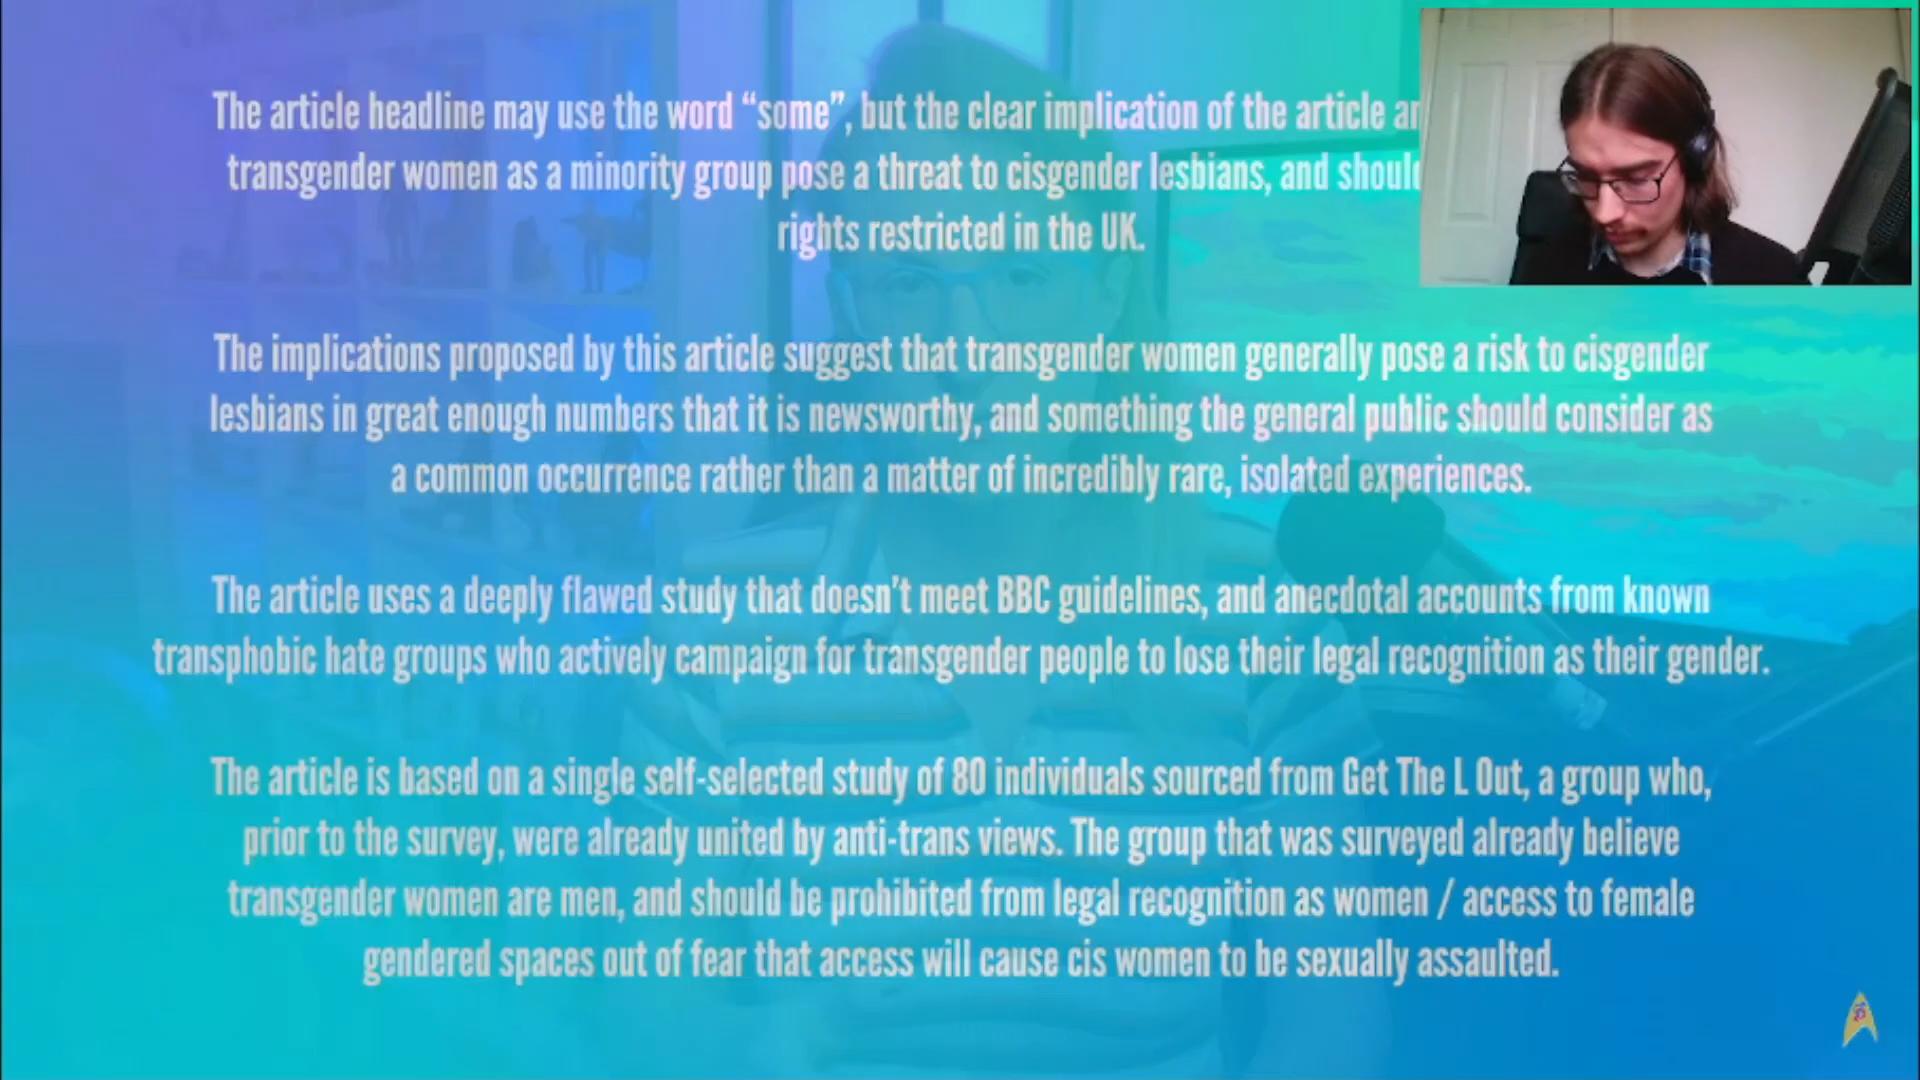 The article headline may use the word “some”, but the clear implication of the article
transgender women as a minority group pose a threat to cisgender lesbians, and
rights restricted in the UK.
The implications proposed by this article suggest that transgender women generally pose a risk to cisgender
lesbians in great enough numbers that it is newsworthy, and something the general public should consider as
a common occurrence rather than a matter of incredibly rare, isolated experiences.
The article uses a deeply flawed study that doesn’t meet BBC guidelines, and anecdotal accounts from known
transphobic hate groups who actively campaign for transgender people to lose their legal recognition as their gender.
The article is based on a single self-selected study of 80 individuals sourced from Get The L Out, a group who,
prior to the survey, were already united by anti-trans views. The group that was surveyed already believe
transgender women are men, and should be prohibited from legal recognition as women / access to female
gendered spaces out of fear that access will cause cis women to be sexually assaulted.